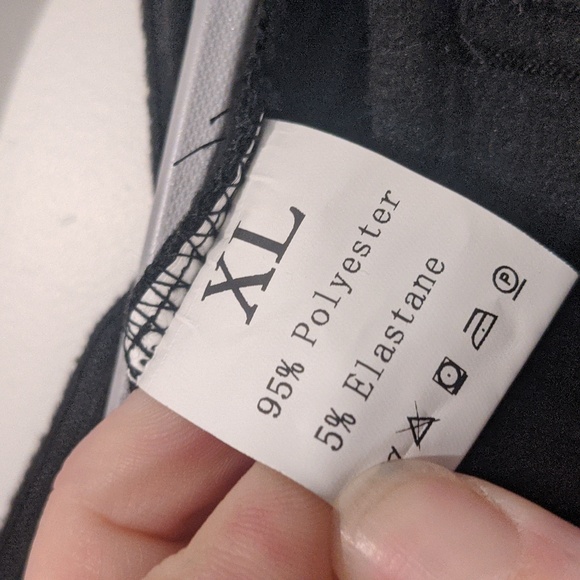 XL
95% Polyester
5% Elastane
P